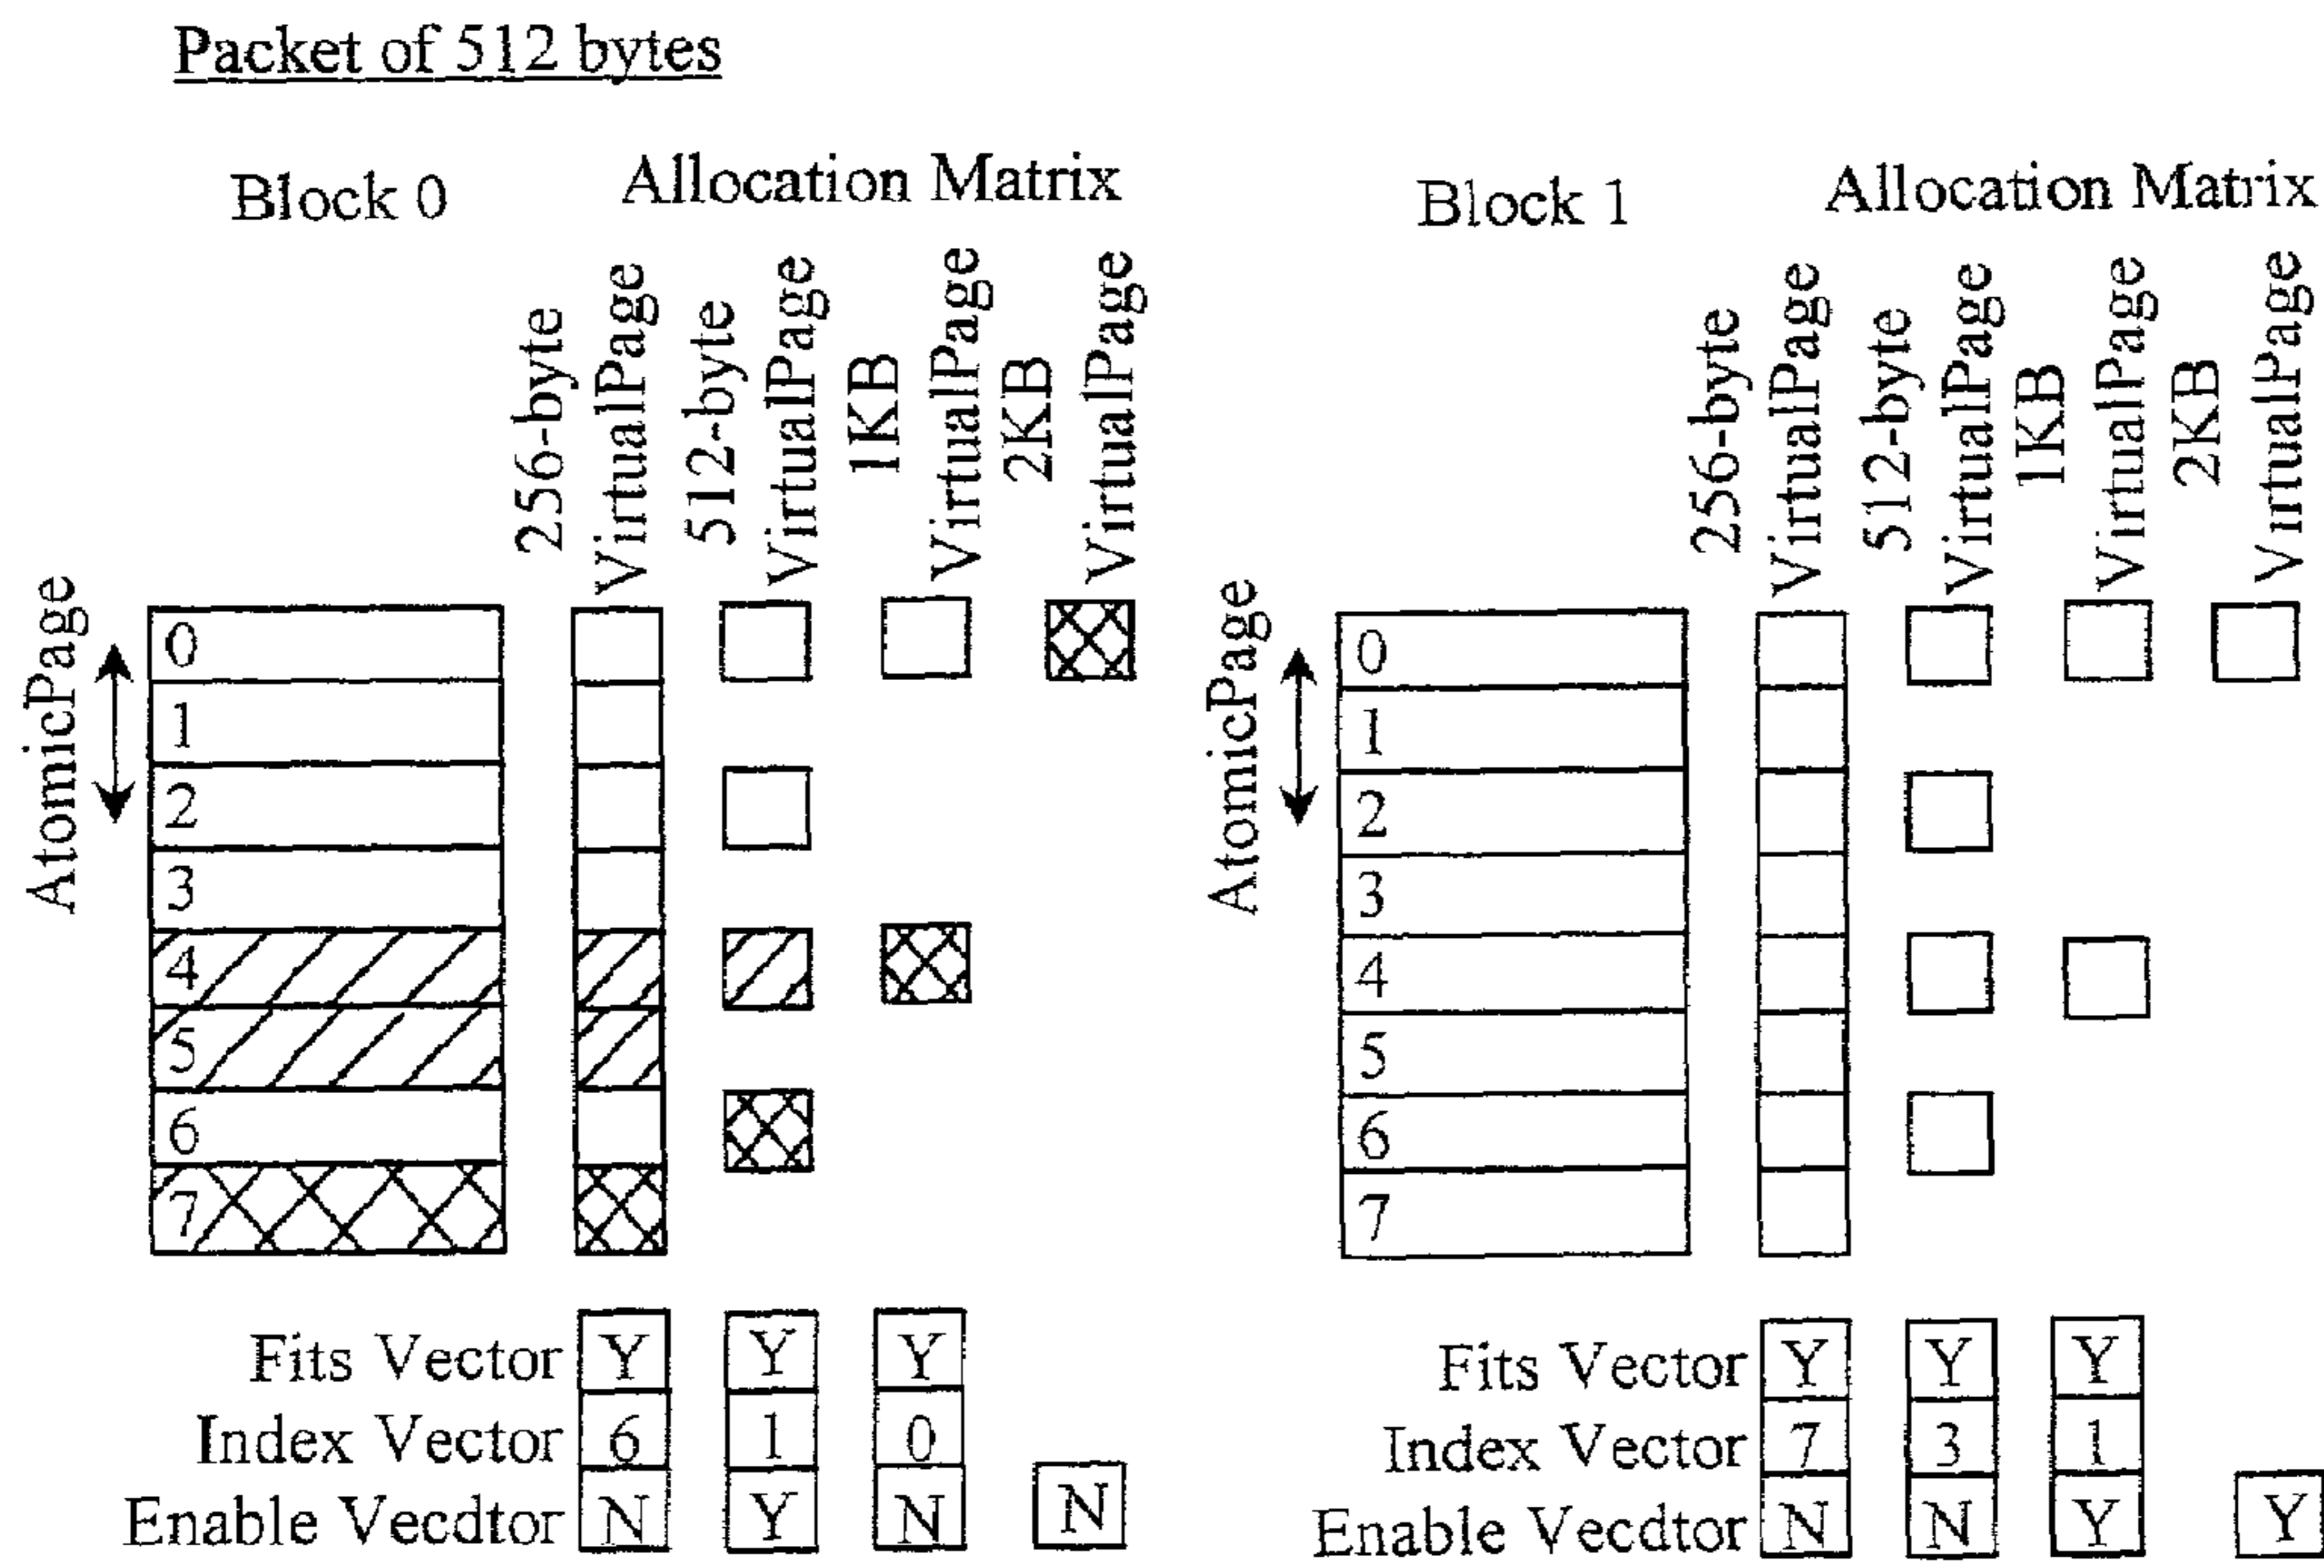 Packet of 512 bytes
Block 0
Allocation Matrix
256-byte
VirtualPage
512-byte
VirtualPage
1KB
VirtualPage
2KB
VirtualPage
AtomicPage
0
1
2
3
4
5
6
7
Fits Vector Y Y Y
Index Vector 6 1 0
Enable Vecdtor N Y N N
Block 1
Allocation Matrix
256-byte
VirtualPage
512-byte
VirtualPage
1KB
VirtualPage
2KB
VirtualPage
AtomicPage
0
1
2
3
4
5
6
7
Fits Vector Y Y Y
Index Vector 7 3 1
Enable Vecdtor N N Y Y